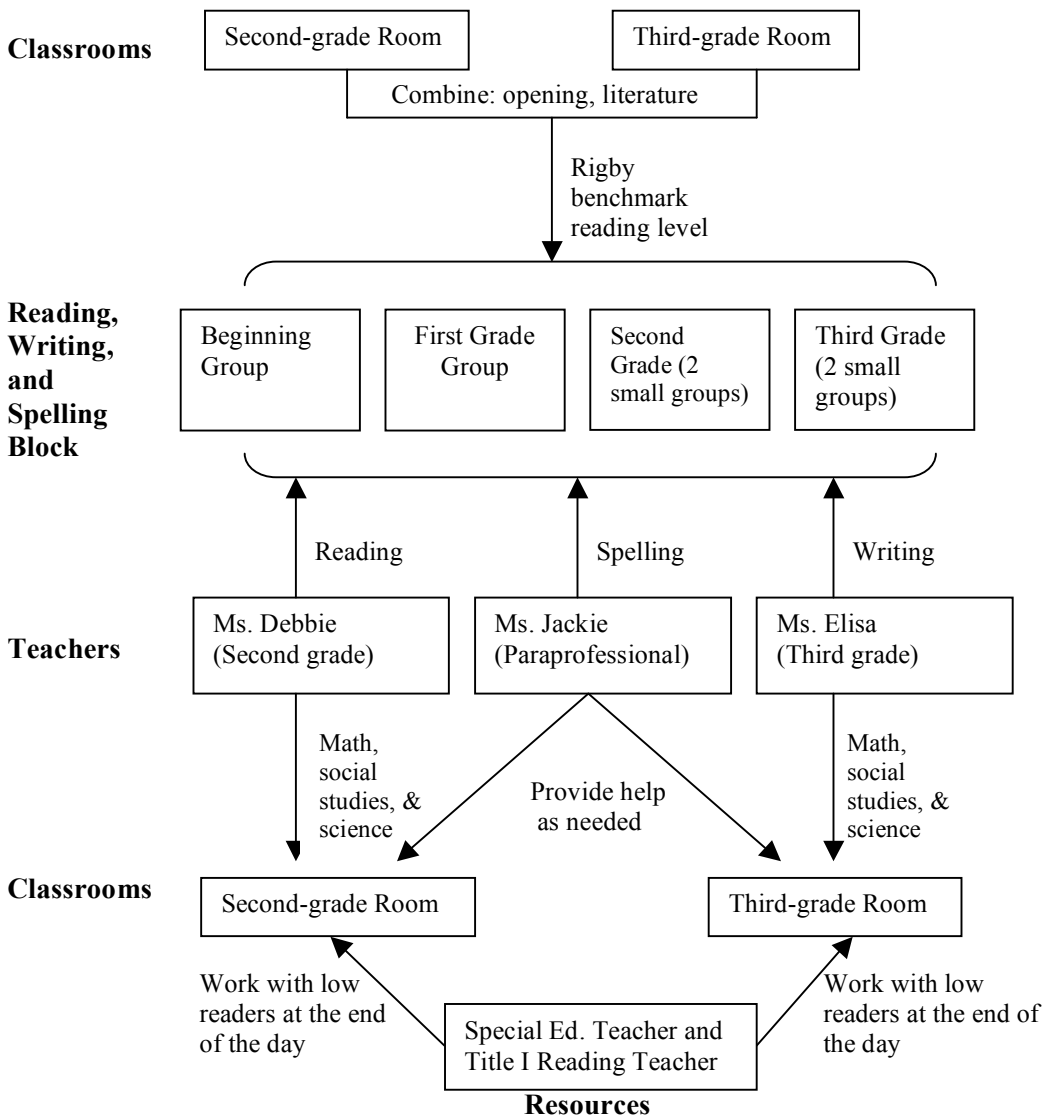 Classrooms
Second-grade Room
Third-grade Room
Combine: opening, literature
Rigby
benchmark
reading level
Reading,
Writing,
and
Spelling
Block
Beginning
Group
First Grade
Group
Second
Grade (2
small groups)
Third Grade
(2 small
groups)
Reading
Spelling
Writing
Teachers
Ms. Debbie
(Second grade)
Ms. Jackie
(Paraprofessional)
Ms. Elisa
(Third grade)
Math,
social
studies, &
science
Provide help
as needed
Math,
social
studies, &
science
Classrooms
Second-grade Room
Third-grade Room
Work with low
readers at the end
of the day
Special Ed. Teacher and
Title I Reading Teacher
Work with low
readers at the end of
the day
Resources